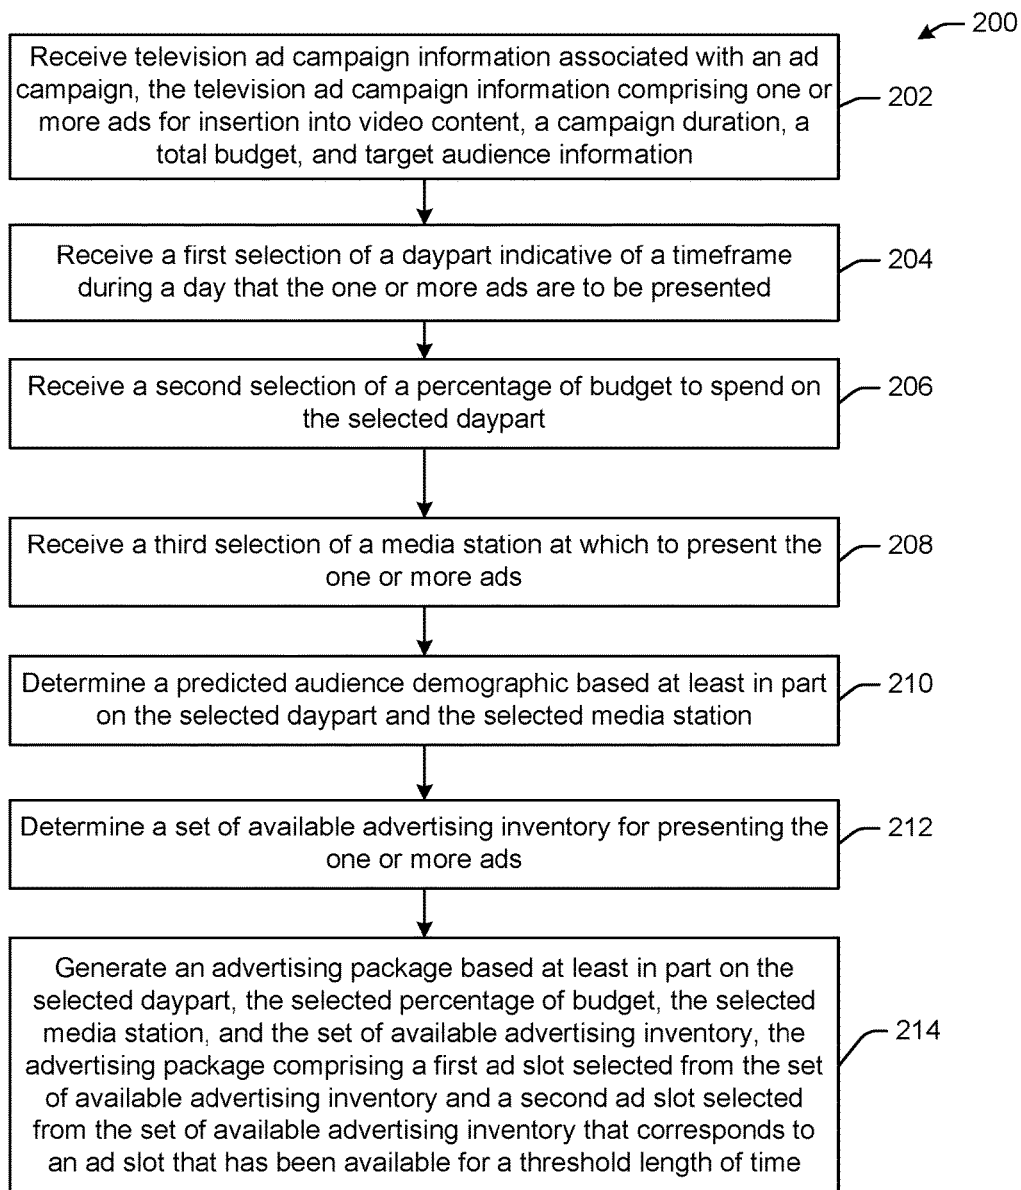 200
Receive television ad campaign information associated with an ad
campaign, the television ad campaign information comprising one or
more ads for insertion into video content, a campaign duration, a
total budget, and target audience information
202
Receive a first selection of a daypart indicative of a timeframe
during a day that the one or more ads are to be presented
204
Receive a second selection of a percentage of budget to spend on
the selected daypart
206
Receive a third selection of a media station at which to present the
one or more ads
208
Determine a predicted audience demographic based at least in part
on the selected daypart and the selected media station
210
Determine a set of available advertising inventory for presenting the
one or more ads
212
Generate an advertising package based at least in part on the
selected daypart, the selected percentage of budget, the selected
media station, and the set of available advertising inventory, the
advertising package comprising a first ad slot selected from the set
of available advertising inventory and a second ad slot selected
from the set of available advertising inventory that corresponds to
an ad slot that has been available for a threshold length of time
214